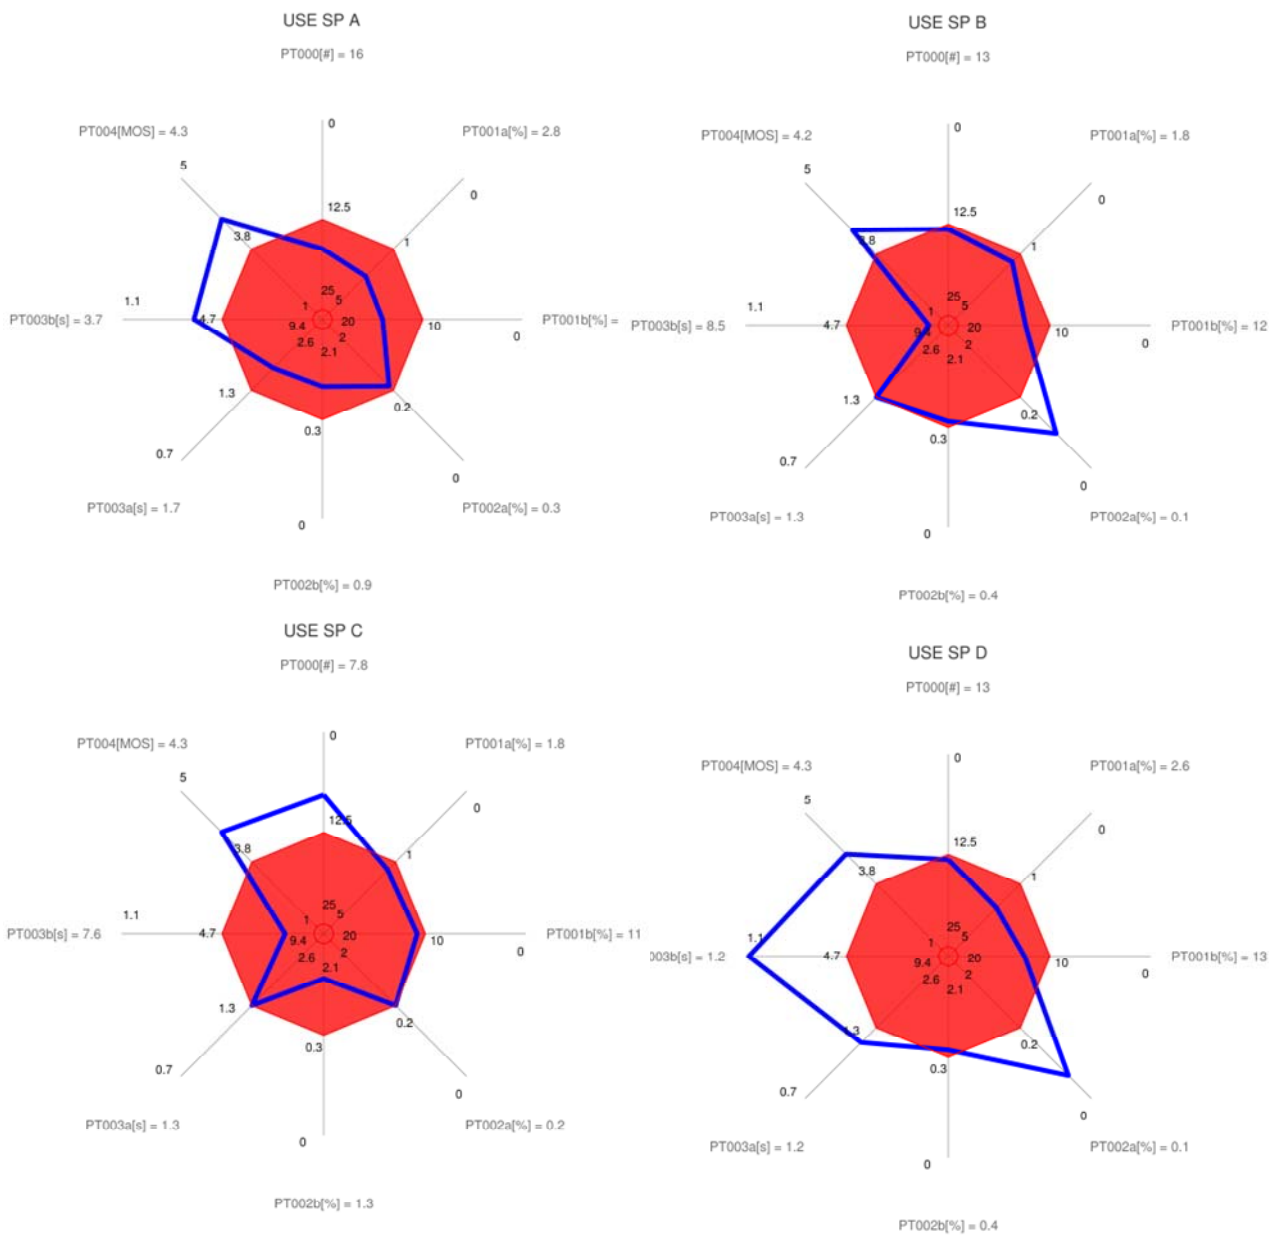 USE SP A
PT000[#] = 16
PT004[MOS] = 4.3
0
PT001a[%] = 2.8
5
0
12.5
3.8
1
25
1
5
1.1
PT003b[s] = 3.7
4.7
9.4
20
10
PT001b[%] =
0
2.6
2
2.1
1.3
0.2
0.3
0.7
0
PT003a[s] = 1.7
PT002a[%] = 0.3
0
PT002b[%] = 0.9
USE SP B
PT000[#] = 13
PT004[MOS] = 4.2
0
PT001a[%] = 1.8
5
0
12.5
3.8
1
25
1
5
1.1
PT003b[s] = 8.5
4.7
9.4
20
10
PT001b[%] = 12
0
2.6
2
2.1
1.3
0.2
0.3
0.7
0
PT003a[s] = 1.3
PT002a[%] = 0.1
0
PT002b[%] = 0.4
USE SP C
PT000[#] = 7.8
PT004[MOS] = 4.3
0
PT001a[%] = 1.8
5
0
12.5
3.8
1
25
1
5
1.1
PT003b[s] = 7.6
4.7
9.4
20
10
PT001b[%] = 11
0
2.6
2
2.1
1.3
0.2
0.3
0.7
0
PT003a[s] = 1.3
PT002a[%] = 0.2
0
PT002b[%] = 1.3
USE SP D
PT000[#] = 13
PT004[MOS] = 4.3
0
PT001a[%] = 2.6
5
0
12.5
3.8
1
25
1
5
1.1
003b[s] = 1.2
4.7
9.4
20
10
PT001b[%] = 13
0
2.6
2
2.1
1.3
0.2
0.3
0.7
0
PT003a[s] = 1.2
PT002a[%] = 0.1
0
PT002b[%] = 0.4